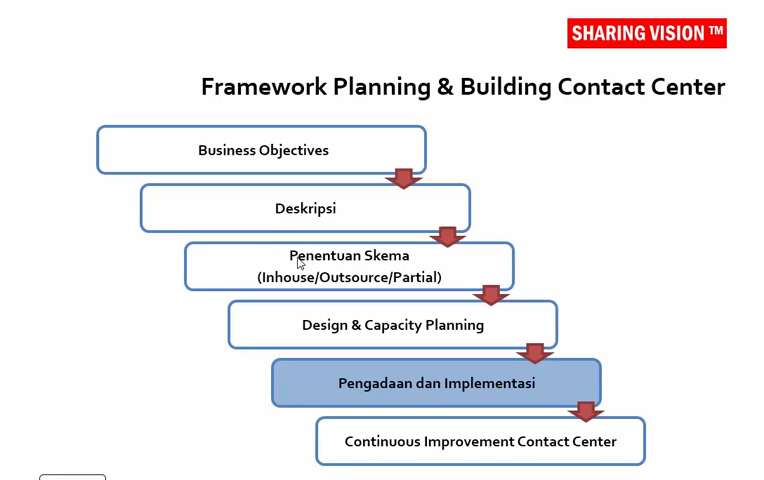 SHARING VISION ™
Framework Planning & Building Contact Center
Business Objectives
Deskripsi
Penentuan Skema
(Inhouse/Outsource/Partial)
Design & Capacity Planning
Pengadaan dan Implementasi
Continuous Improvement Contact Center